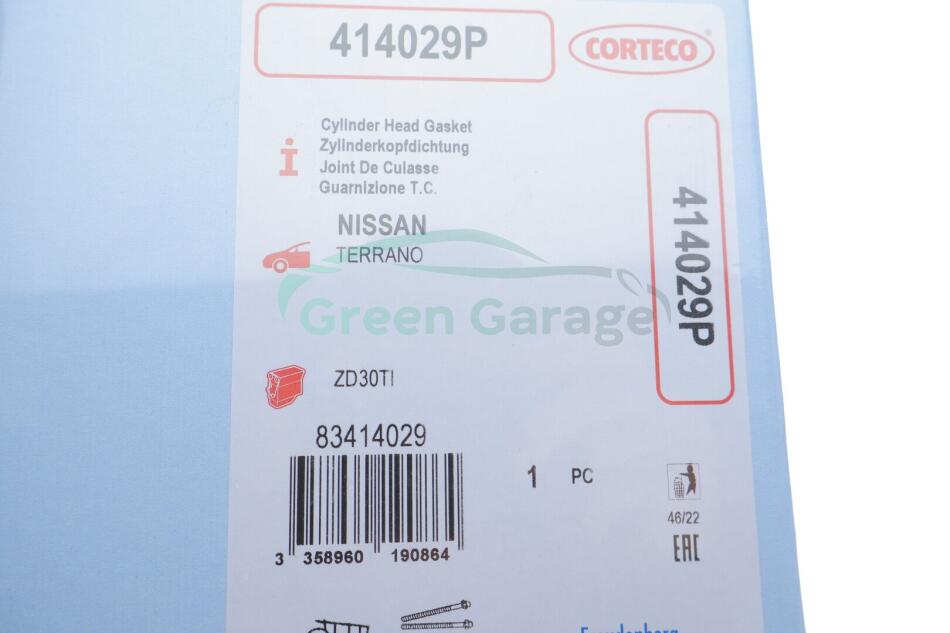 414029P
CORTECO
Cylinder Head Gasket
Zylinderkopfdichtung
Joint De Culasse
Guarnizione T.C.
414029P
NISSAN
TERRANO
Green Garage
ZD30TI
83414029
1 PC
3 358960 190864
46/22
EAC